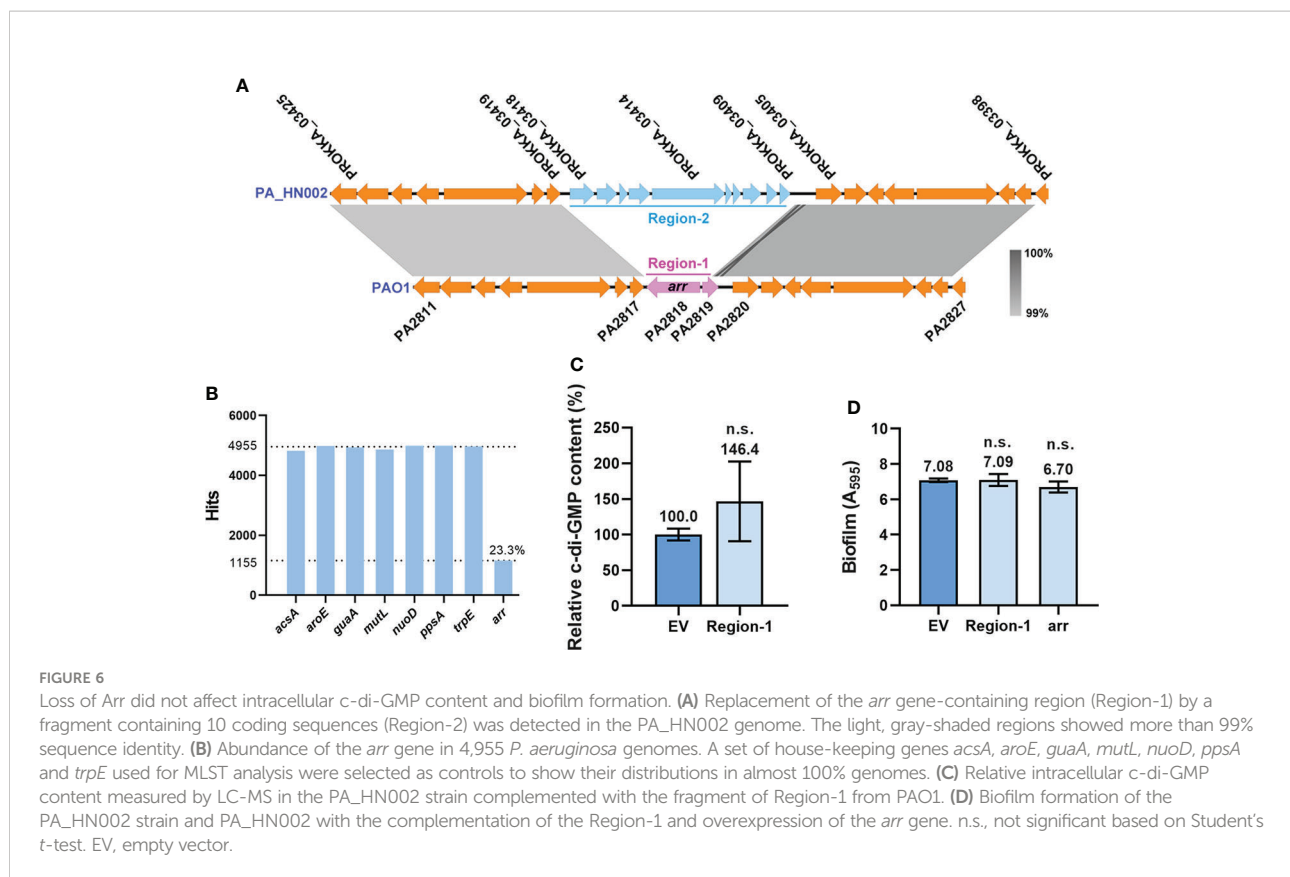 A
PROKKA_03425
PROKKA_03419
PROKKA_03418
PROKKA_03414
PROKKA_03409
PROKKA_03405
PROKKA_03398
PA_HN002
Region-2
Region-1
PAO1
arr
PA2811
PA2817
PA2818
PA2819
PA2820
PA2827
100%
99%
B
Hits
6000
4955
4000
2000
1155
0
23.3%
acsA
aroE
guaA
mutL
nuoD
ppsA
trpE
arr
C
Relative c-di-GMP content (%)
250
200
150
100
50
0
100.0
n.s.
146.4
EV
Region-1
D
Biofilm (A595)
10
8
6
4
2
0
7.08
n.s.
7.09
n.s.
6.70
EV
Region-1
arr
FIGURE 6
Loss of Arr did not affect intracellular c-di-GMP content and biofilm formation. (A) Replacement of the arr gene-containing region (Region-1) by a
fragment containing 10 coding sequences (Region-2) was detected in the PA_HN002 genome. The light, gray-shaded regions showed more than 99%
sequence identity. (B) Abundance of the arr gene in 4,955 P. aeruginosa genomes. A set of house-keeping genes acsA, aroE, guaA, mutL, nuoD, ppsA
and trpE used for MLST analysis were selected as controls to show their distributions in almost 100% genomes. (C) Relative intracellular c-di-GMP
content measured by LC-MS in the PA_HN002 strain complemented with the fragment of Region-1 from PAO1. (D) Biofilm formation of the
PA_HN002 strain and PA_HN002 with the complementation of the Region-1 and overexpression of the arr gene. n.s., not significant based on Student's
t-test. EV, empty vector.